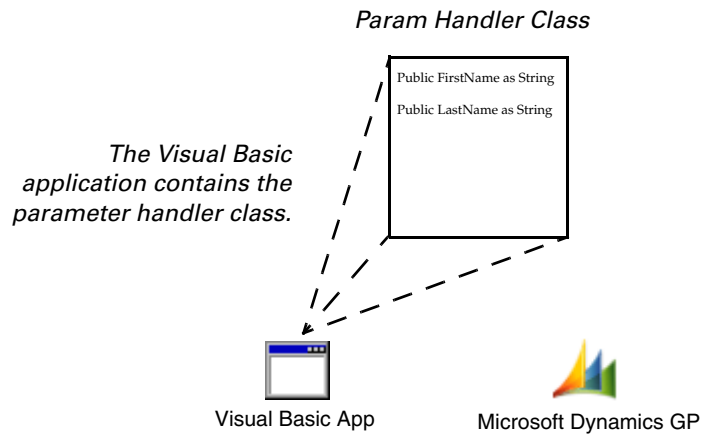 Param Handler Class
Public FirstName as String
Public LastName as String
The Visual Basic
application contains the
parameter handler class.
Visual Basic App
Microsoft Dynamics GP